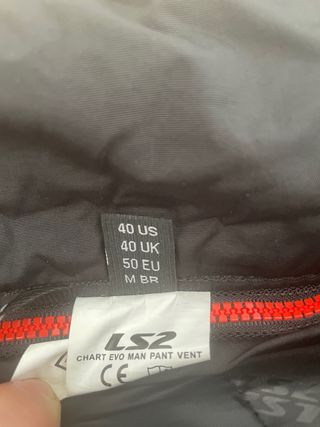 40 US
40 UK
50 EU
M BR
LS2
CHART EVO MAN PANT VENT
CE